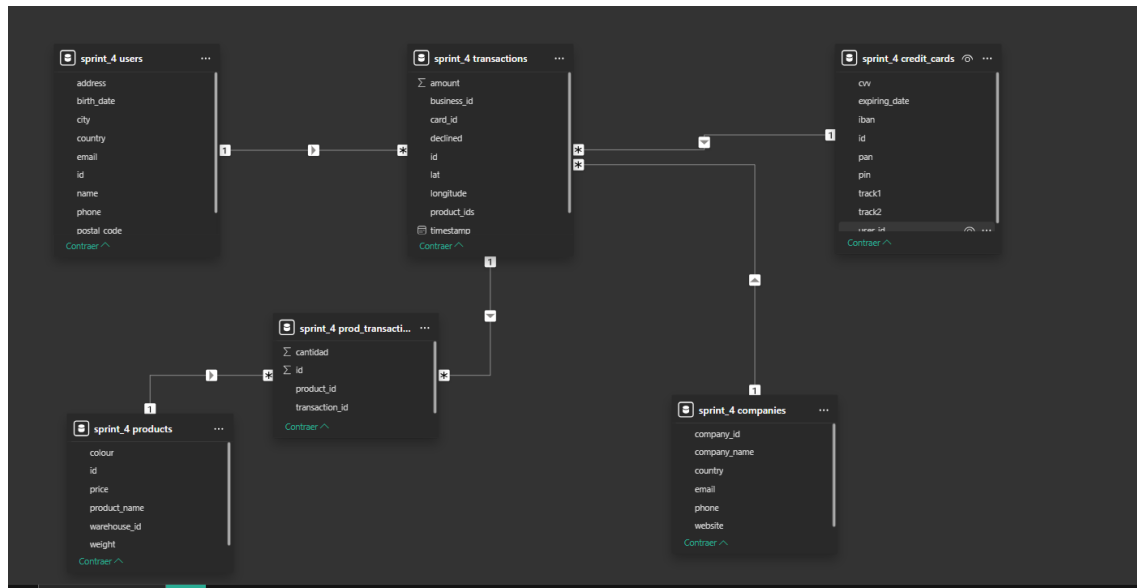 sprint_4 users
address
birth_date
city
country
email
id
name
phone
postal_code
Contraer
sprint_4 transactions
amount
business_id
card_id
declined
id
lat
longitude
product_ids
timestamp
Contraer
sprint_4 credit_cards
cvv
expiring_date
iban
id
pan
pin
track1
track2
user_id
Contraer
1
*
*
1
*
1
1
*
*
1
sprint_4 prod_transacti...
cantidad
id
product_id
transaction_id
Contraer
sprint_4 products
colour
id
price
product_name
warehouse_id
weight
Contraer
sprint_4 companies
company_id
company_name
country
email
phone
website
Contraer